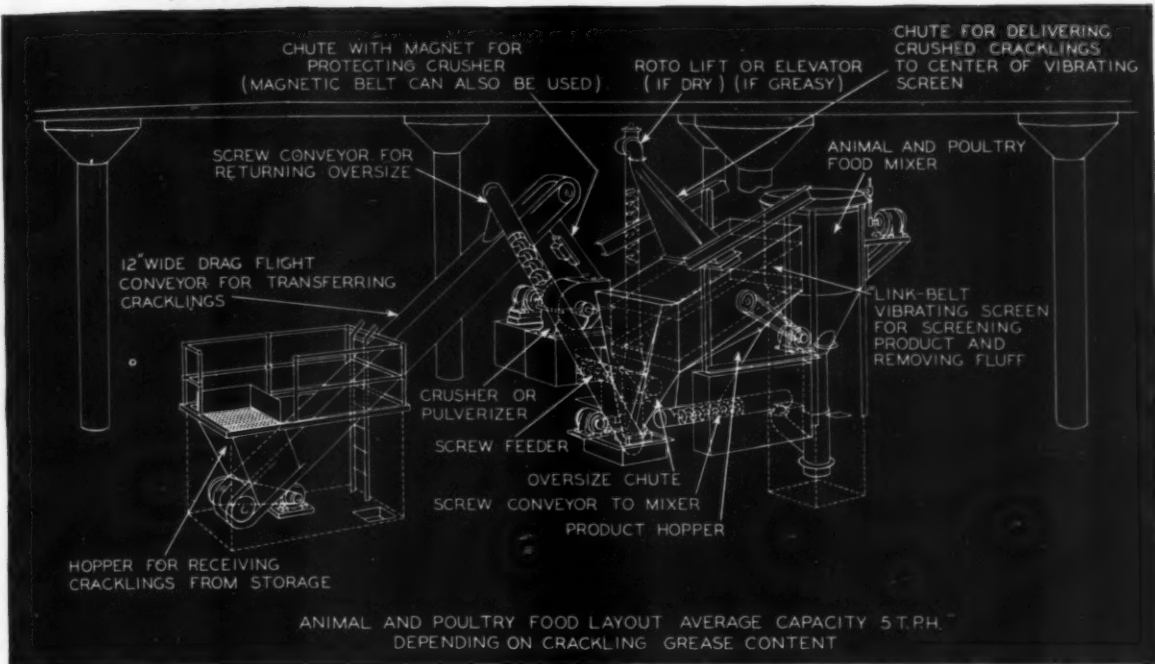 CHUTE WITH MAGNET FOR
PROTECTING CRUSHER
(MAGNETIC BELT CAN ALSO BE USED)
ROTO LIFT OR ELEVATOR
(IF DRY) (IF GREASY)
CHUTE FOR DELIVERING
CRUSHED CRACKLINGS
TO CENTER OF VIBRATING
SCREEN
SCREW CONVEYOR FOR
RETURNING OVERSIZE
ANIMAL AND POULTRY
FOOD MIXER
12" WIDE DRAG FLIGHT
CONVEYOR FOR TRANSFERRING
CRACKLINGS
LINK-BELT
VIBRATING SCREEN
FOR SCREENING
PRODUCT AND
REMOVING FLUFF
CRUSHER OR
PULVERIZER
SCREW FEEDER
OVERSIZE CHUTE
SCREW CONVEYOR TO MIXER
PRODUCT HOPPER
HOPPER FOR RECEIVING
CRACKLINGS FROM STORAGE
ANIMAL AND POULTRY FOOD LAYOUT AVERAGE CAPACITY 5 T.P.H.
DEPENDING ON CRACKLING GREASE CONTENT